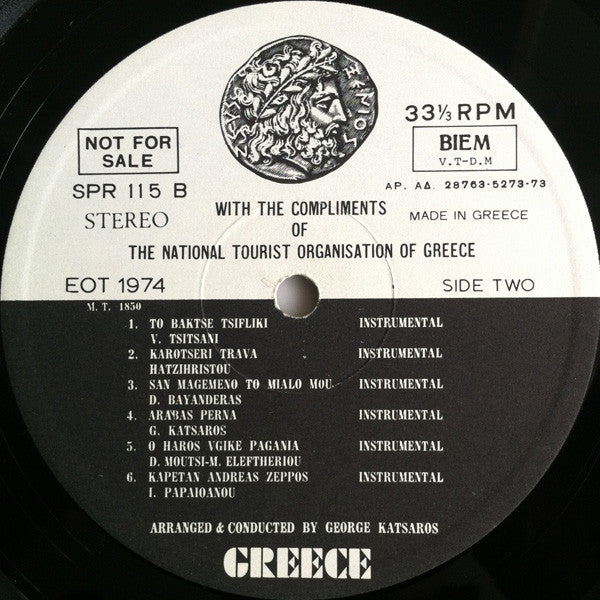 ΖΕΥΣ
ΞΕΝΙΟΣ
NOT FOR
SALE
SPR 115 B
STEREO
33⅓ RPM
BIEM
V.T-D.M
ΑΡ. ΑΔ. 28763-5273-73
MADE IN GREECE
WITH THE COMPLIMENTS
OF
THE NATIONAL TOURIST ORGANISATION OF GREECE
EOT 1974
SIDE TWO
M. T. 1850
1. TO BAKTSE TSIFLIKI INSTRUMENTAL
V. TSITSANI
2. KAROTSERI TRAVA INSTRUMENTAL
HATZIHRISTOU
3. SAN MAGEMENO TO MIALO MOU INSTRUMENTAL
D. BAYANDERAS
4. ARABAS PERNA INSTRUMENTAL
G. KATSAROS
5. O HAROS VGIKE PAGANIA INSTRUMENTAL
D. MOUTSI-M. ELEFTHERIOU
6. KAPETAN ANDREAS ZEPPOS INSTRUMENTAL
I. PAPAIOANOU
ARRANGED & CONDUCTED BY GEORGE KATSAROS
GREECE